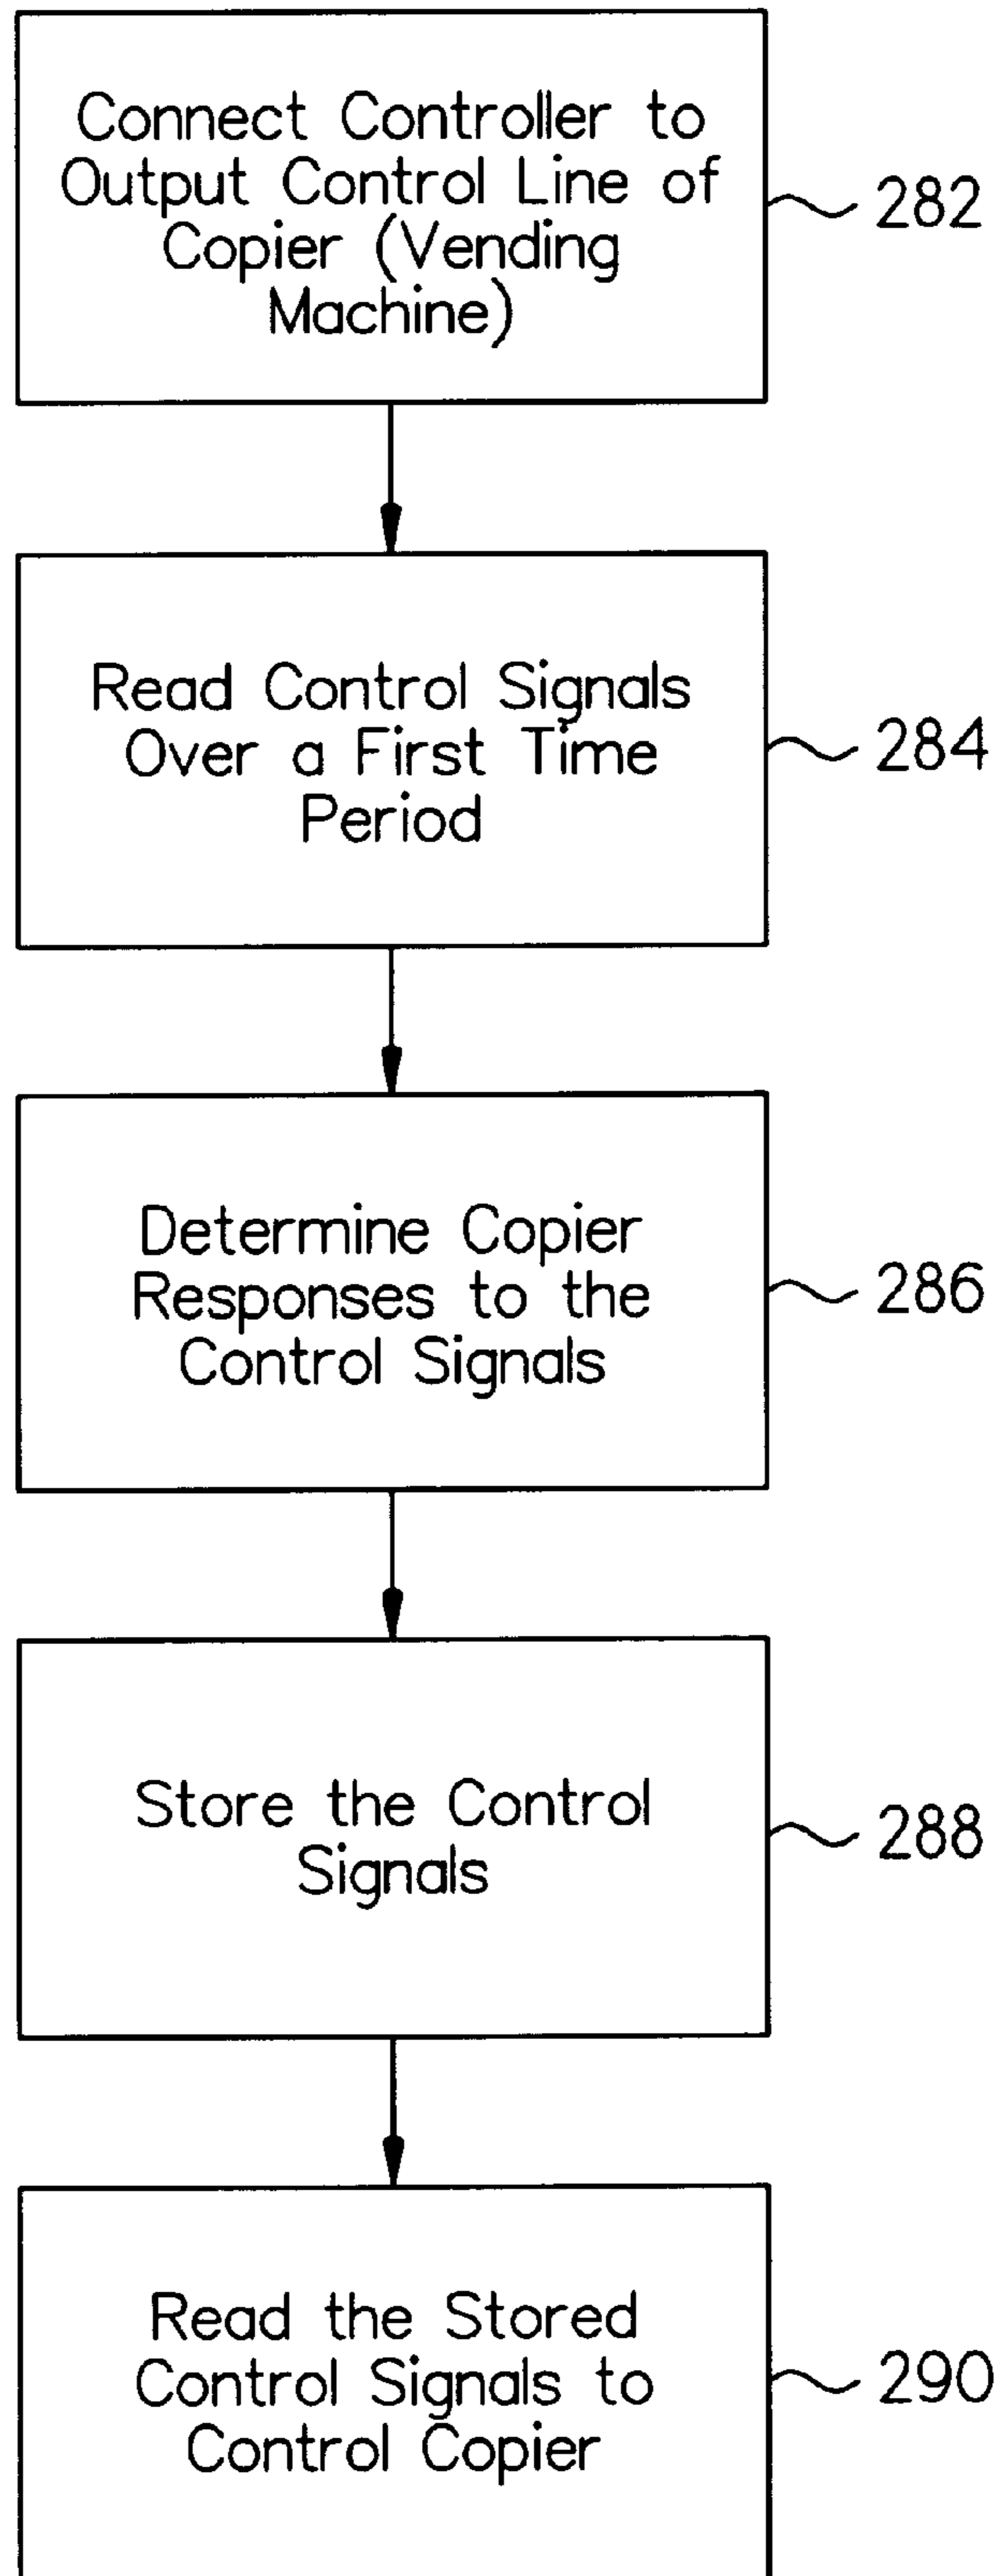 Connect Controller to
Output Control Line of
Copier (Vending
Machine)
282
Read Control Signals
Over a First Time
Period
284
Determine Copier
Responses to the
Control Signals
286
Store the Control
Signals
288
Read the Stored
Control Signals to
Control Copier
290